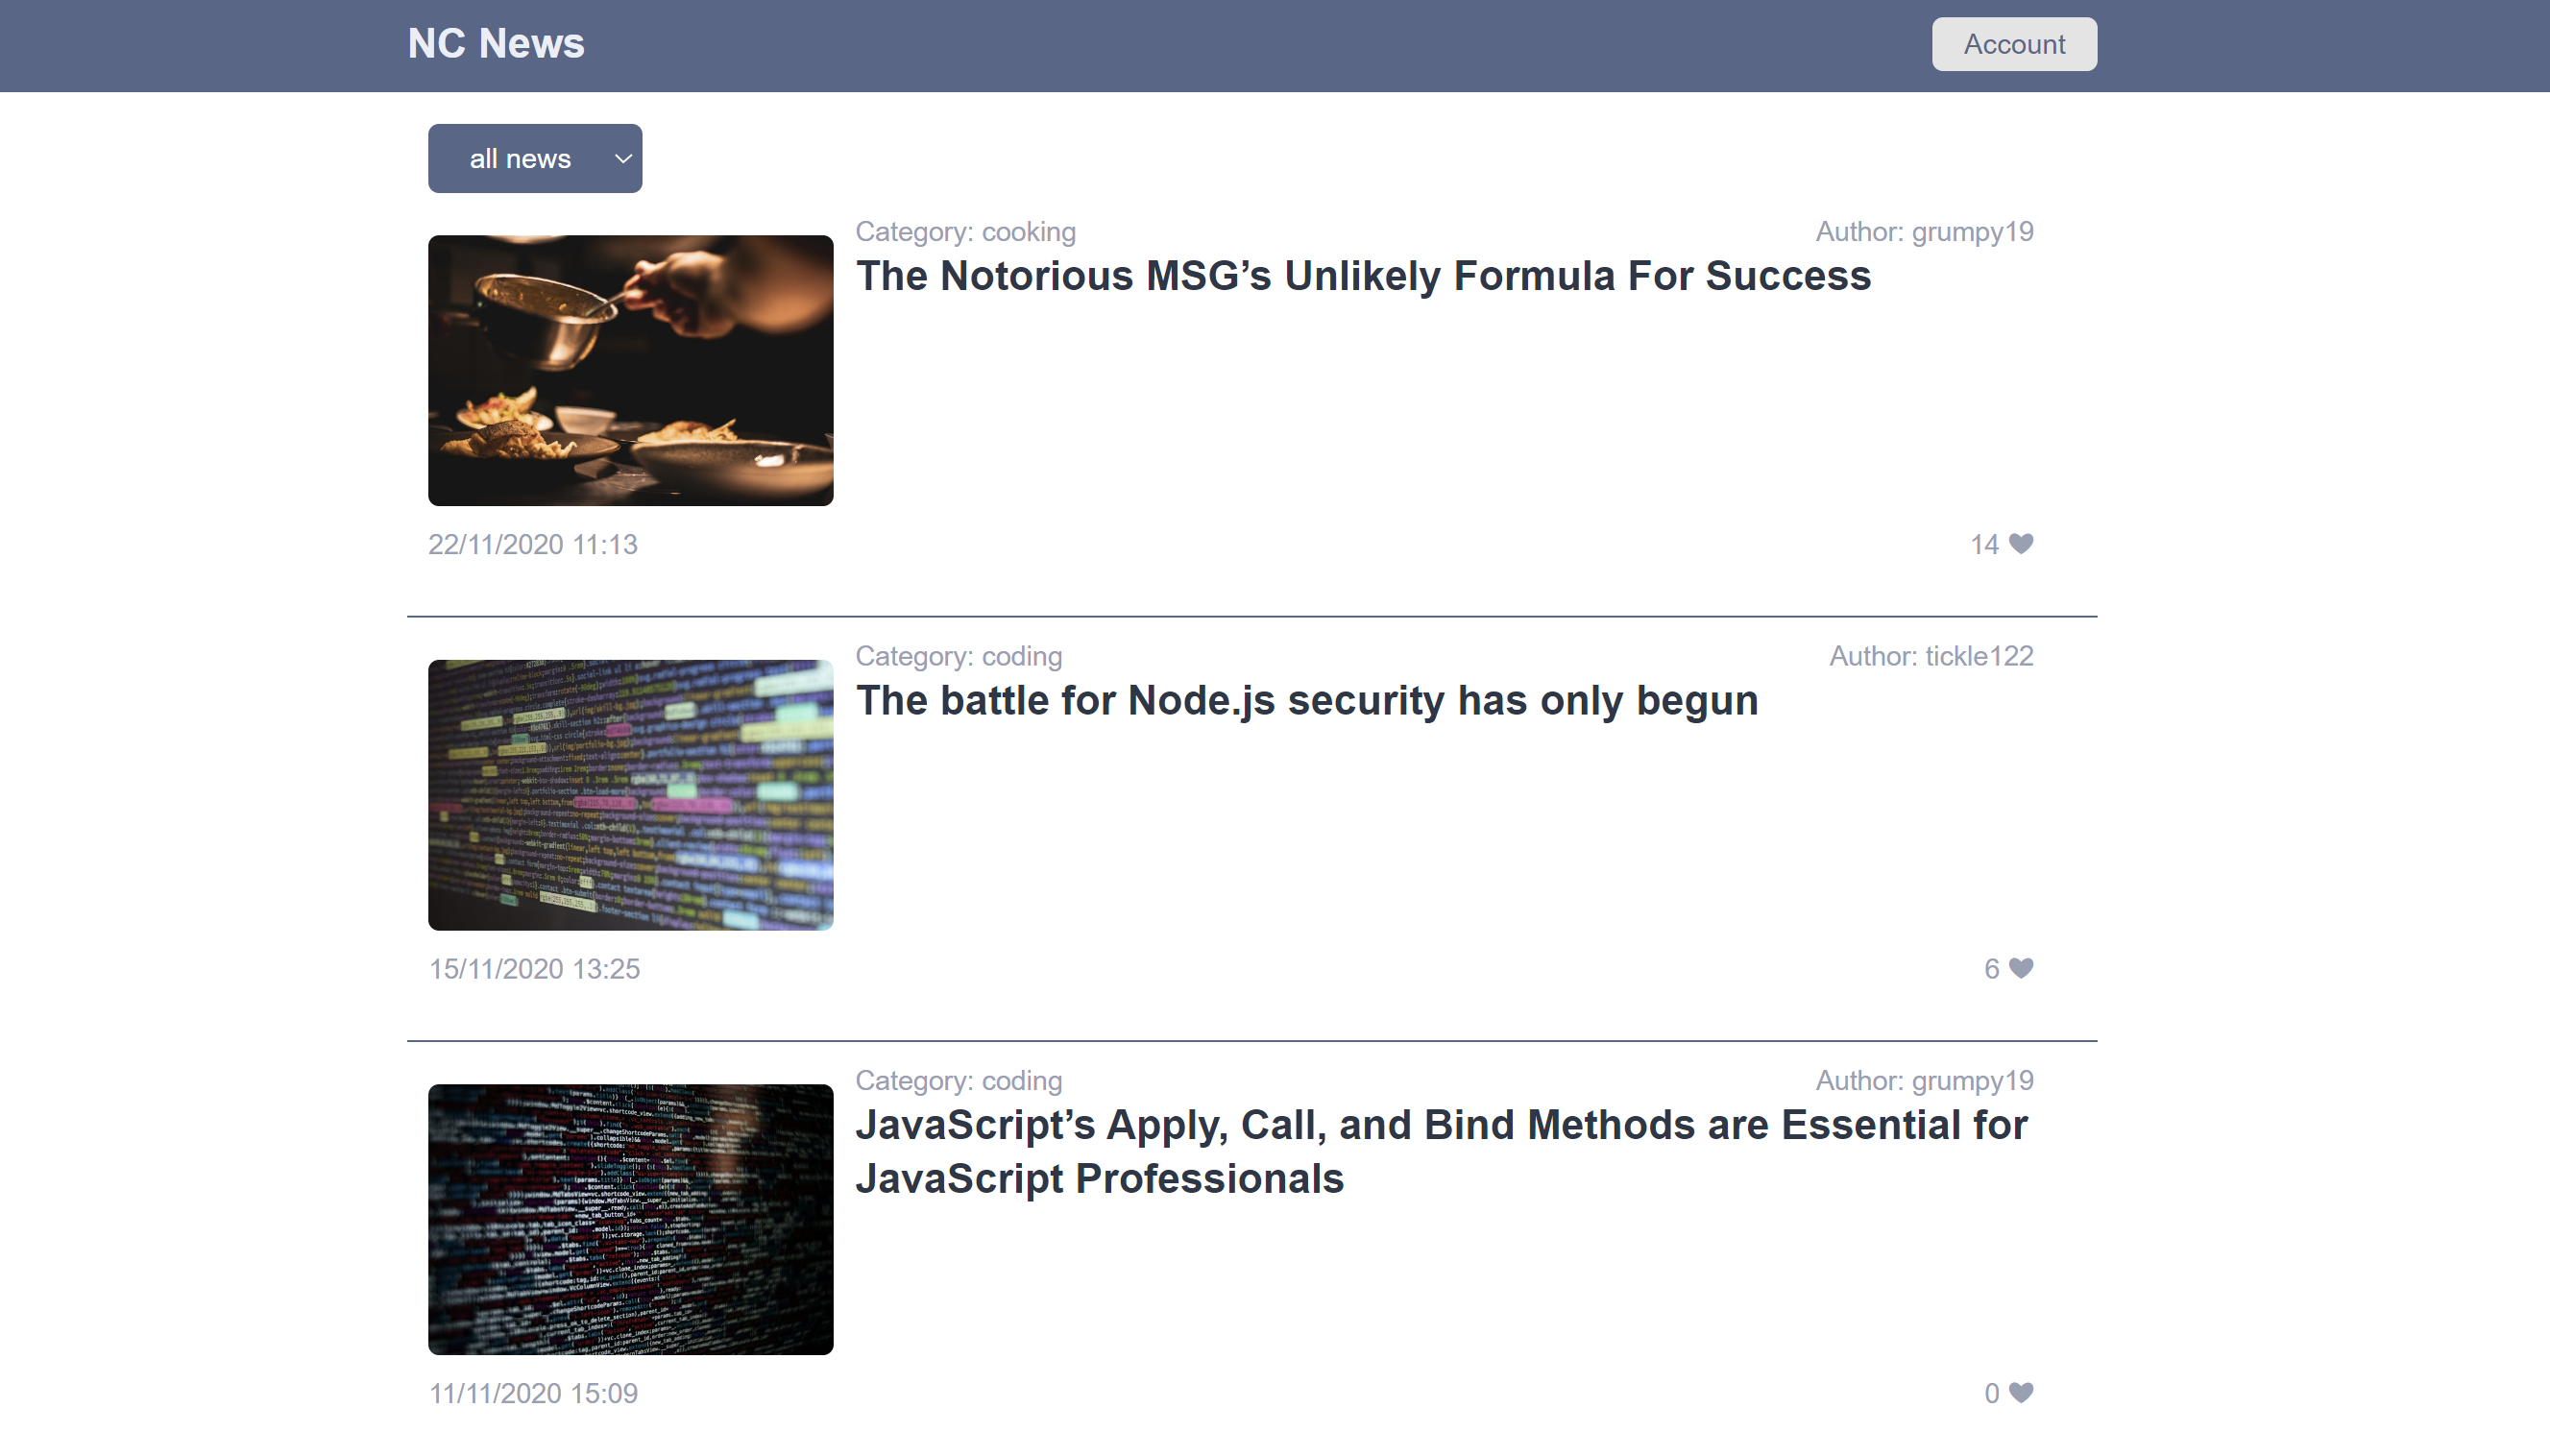 NC News
Account
all news
Category: cooking
Author: grumpy19
The Notorious MSG’s Unlikely Formula For Success
22/11/2020 11:13
14
Category: coding
Author: tickle122
The battle for Node.js security has only begun
15/11/2020 13:25
6
Category: coding
Author: grumpy19
JavaScript’s Apply, Call, and Bind Methods are Essential for
JavaScript Professionals
11/11/2020 15:09
0